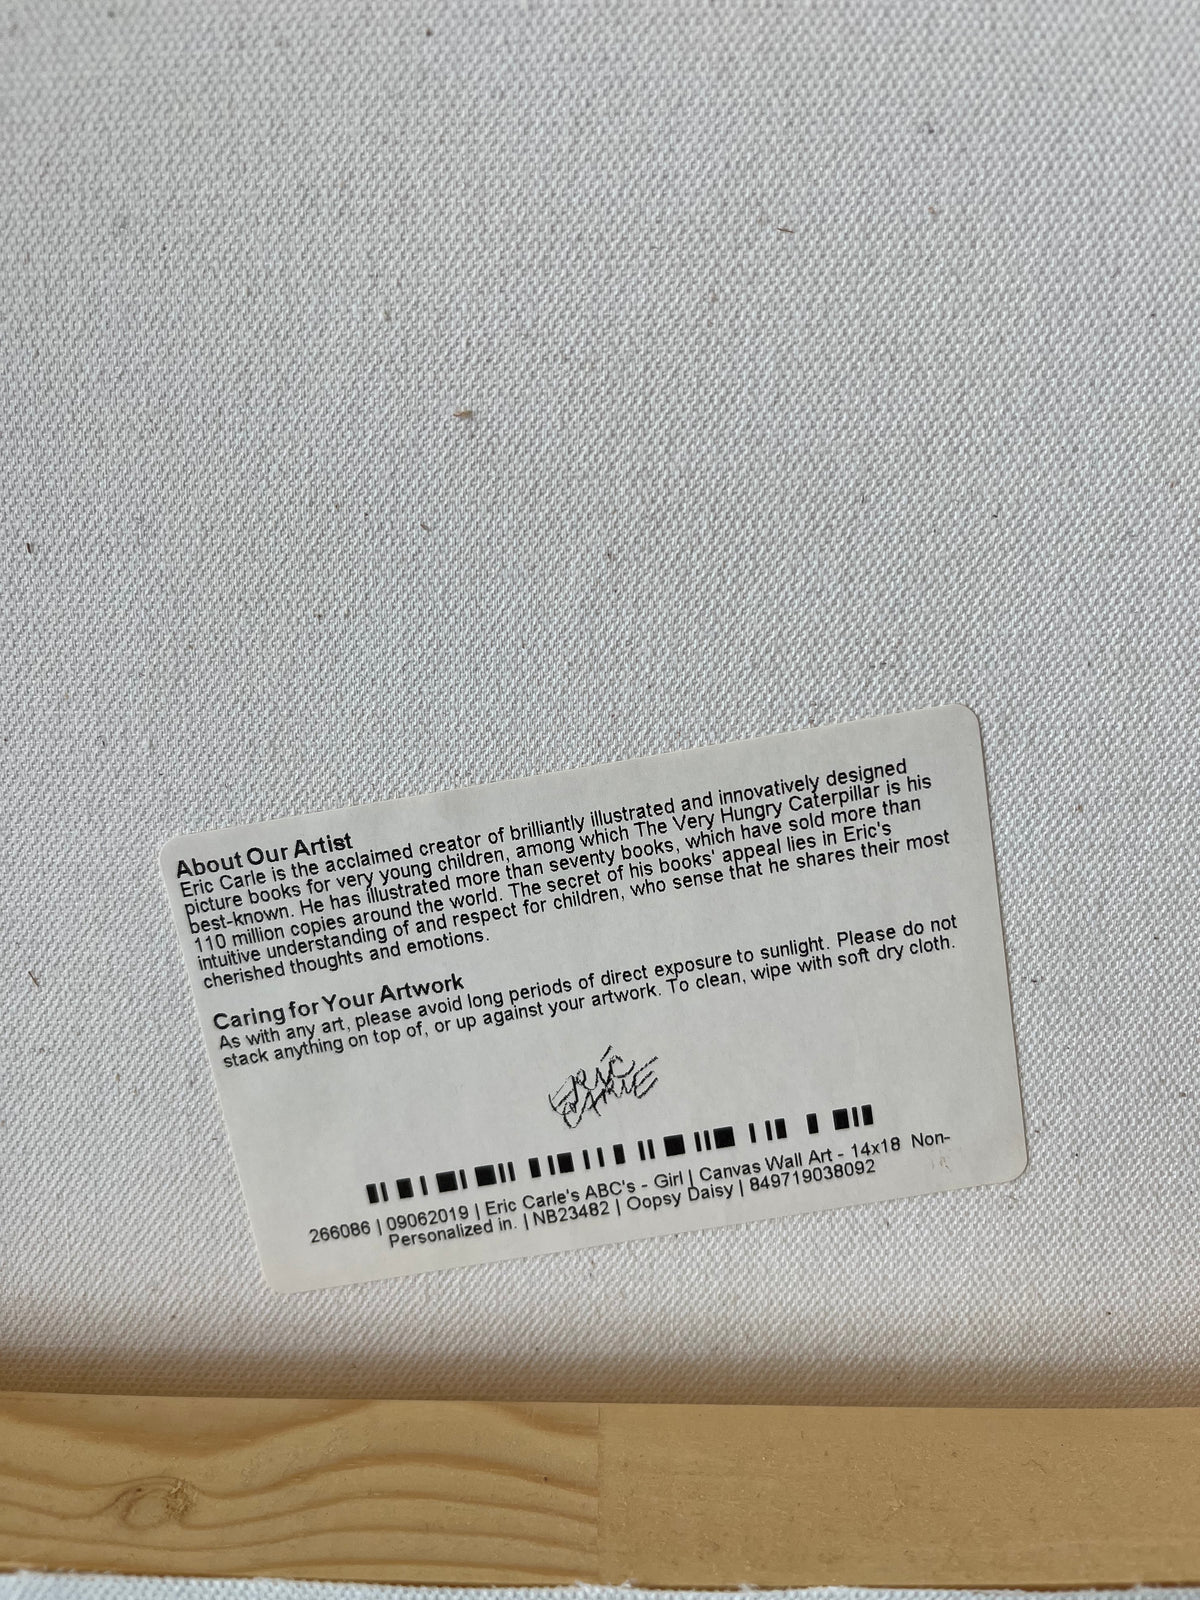 About Our Artist
Eric Carle is the acclaimed creator of brilliantly illustrated and innovatively designed
picture books for very young children, among which The Very Hungry Caterpillar is his
best-known. He has illustrated more than seventy books, which have sold more than
110 million copies around the world. The secret of his books' appeal lies in Eric's
intuitive understanding of and respect for children, who sense that he shares their most
cherished thoughts and emotions.
Caring for Your Artwork
As with any art, please avoid long periods of direct exposure to sunlight. Please do not
stack anything on top of, or up against your artwork. To clean, wipe with soft dry cloth.
ERIC
CARLE
266086 | 09062019 | Eric Carle's ABC's - Girl | Canvas Wall Art - 14x18 Non-
Personalized in. | NB23482 | Oopsy Daisy | 849719038092